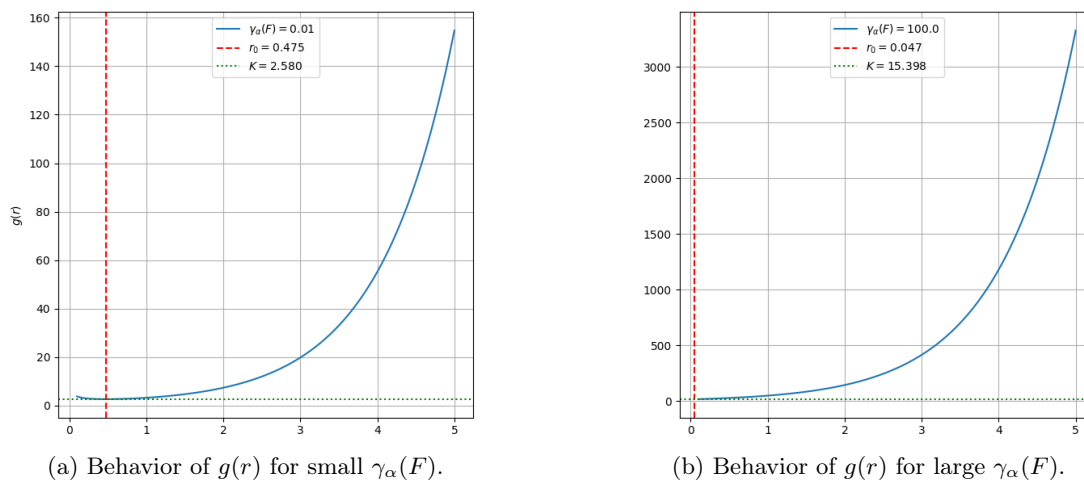 γα(F) = 0.01
r₀ = 0.475
K = 2.580
160
140
120
100
80
60
40
20
0
g(r)
0 1 2 3 4 5
(a) Behavior of g(r) for small γα(F).
γα(F) = 100.0
r₀ = 0.047
K = 15.398
3000
2500
2000
1500
1000
500
0
0 1 2 3 4 5
(b) Behavior of g(r) for large γα(F).